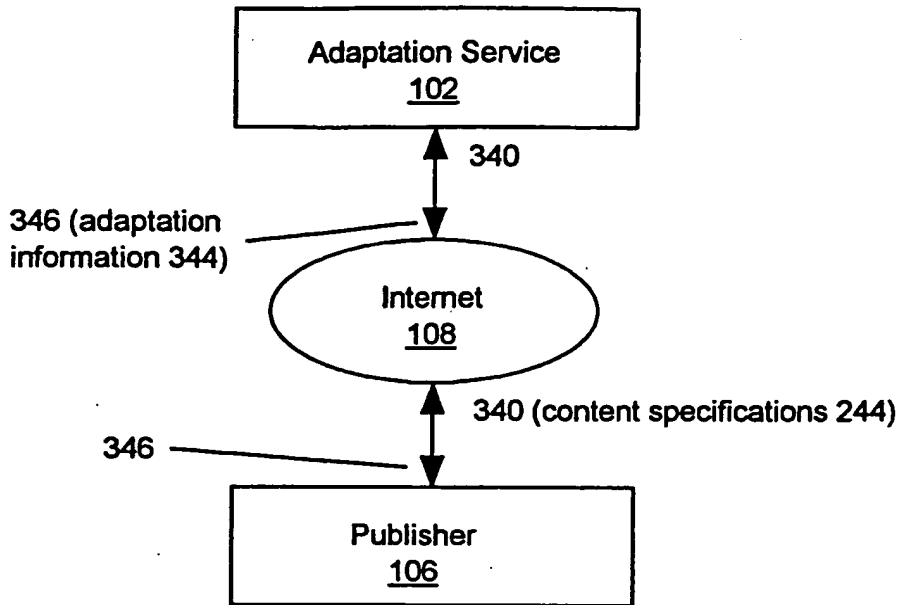 Adaptation Service
102
340
346 (adaptation
information 344)
Internet
108
340 (content specifications 244)
346
Publisher
106